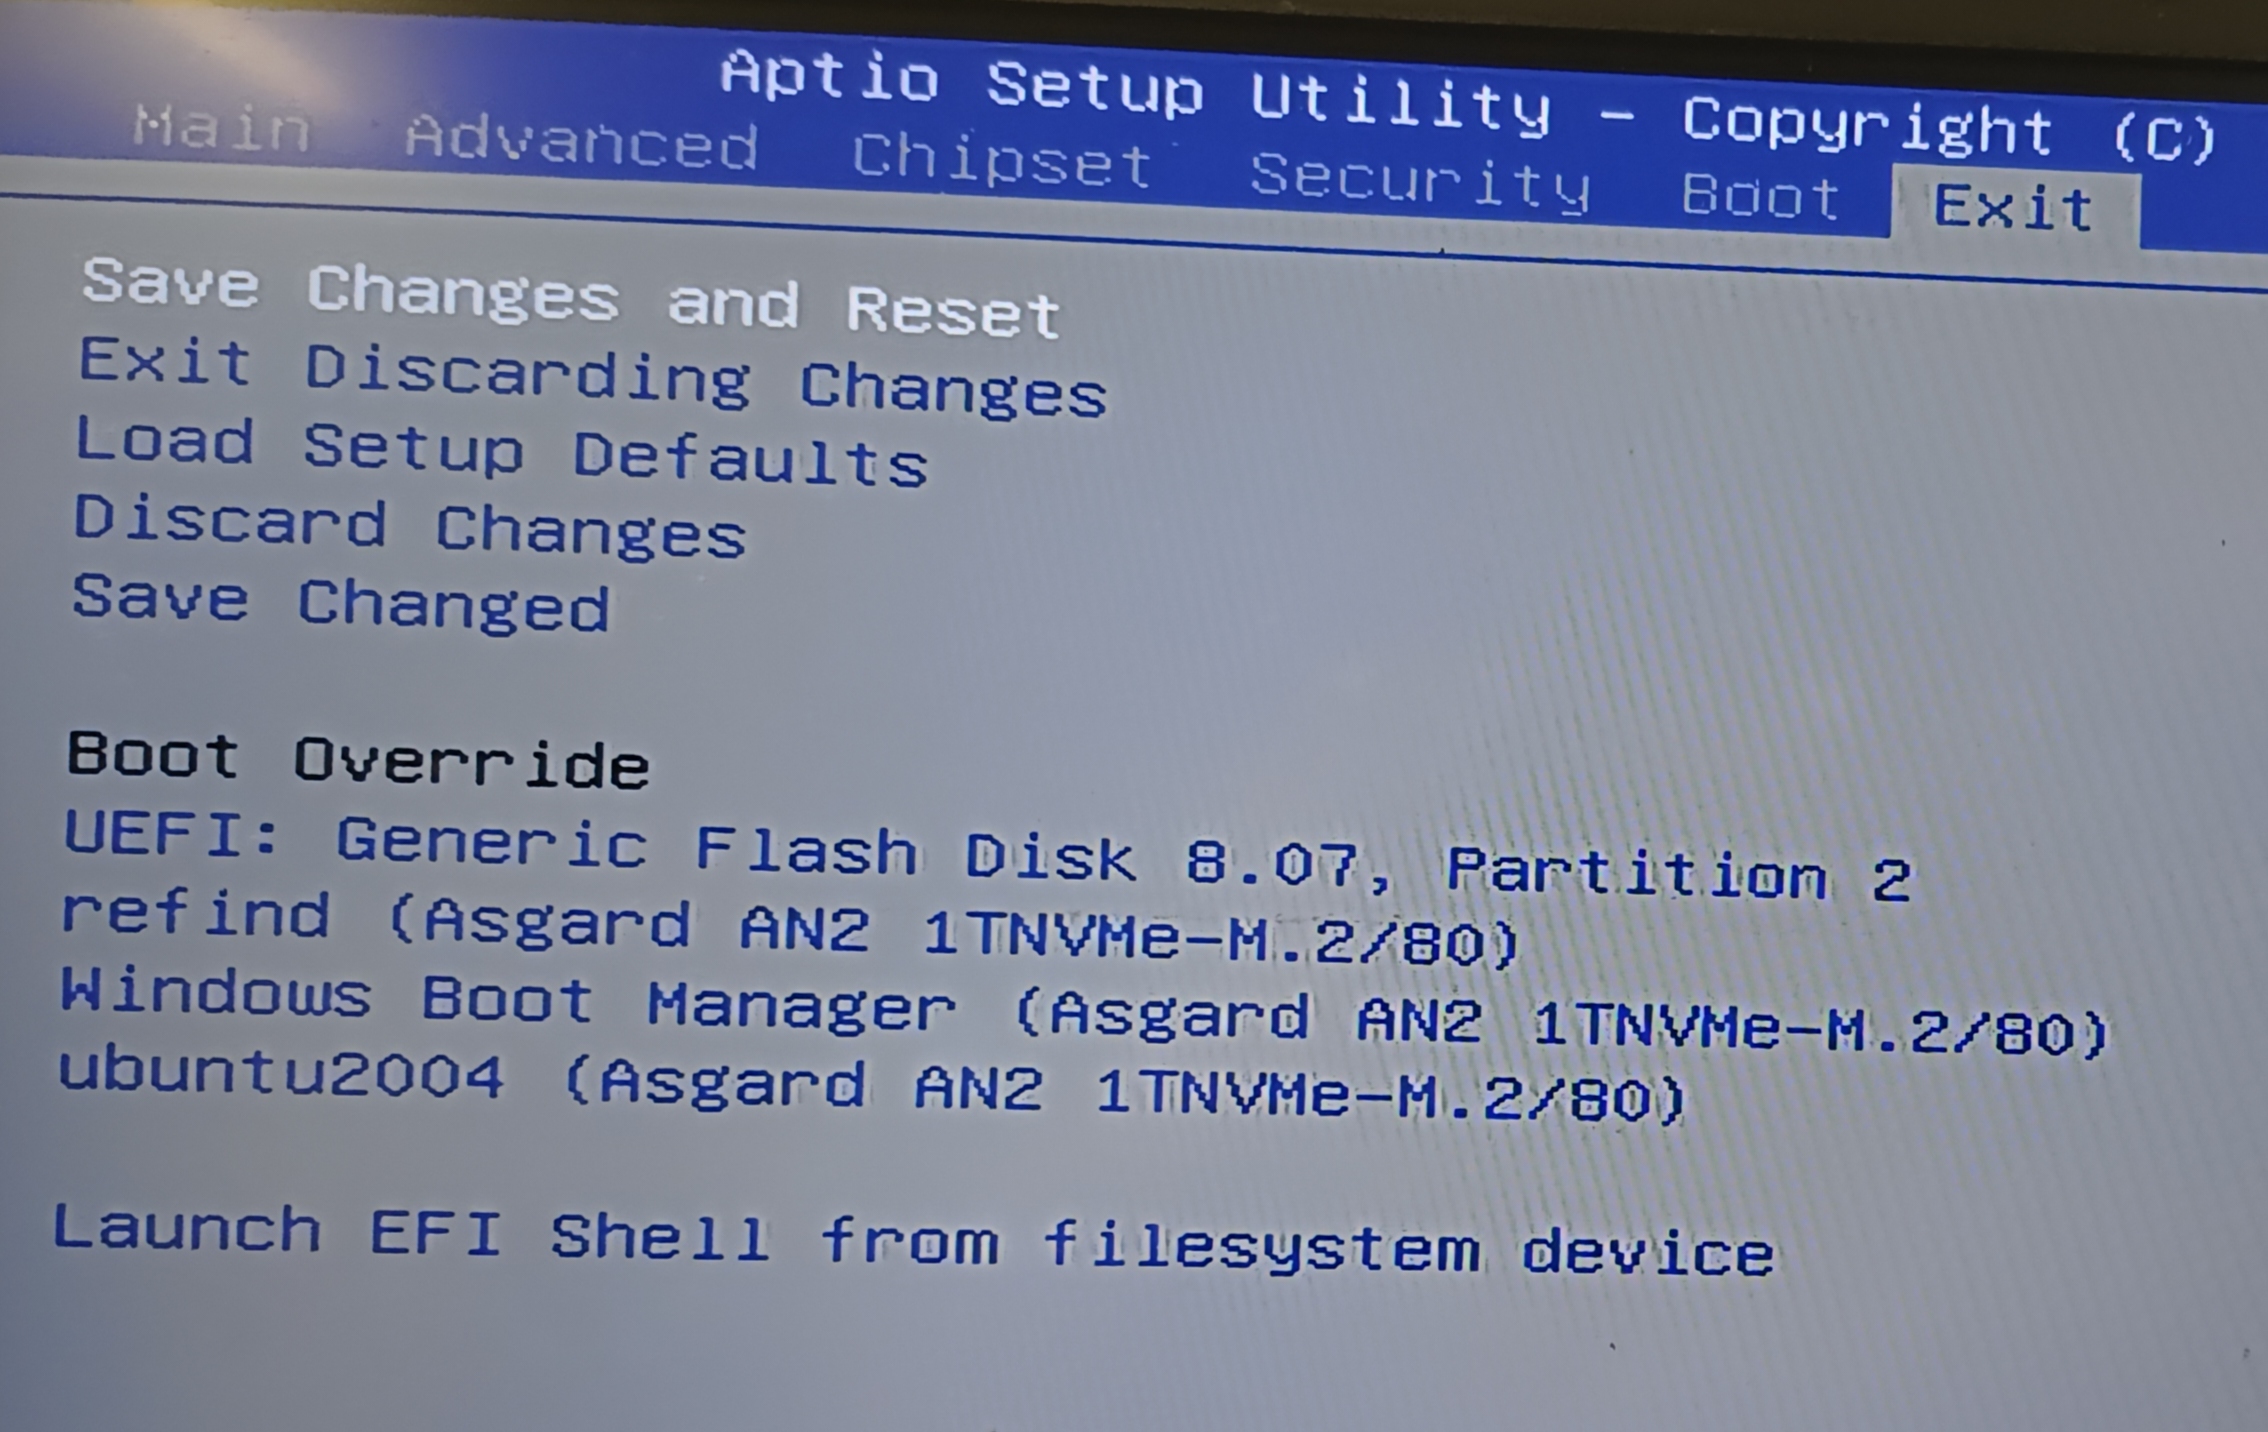 Aptio Setup Utility - Copyright (C)
Main Advanced Chipset Security Boot Exit
Save Changes and Reset
Exit Discarding Changes
Load Setup Defaults
Discard Changes
Save Changed
Boot Override
UEFI: Generic Flash Disk 8.07, Partition 2
refind (Asgard AN2 1TNVMe-M.2/80)
Windows Boot Manager (Asgard AN2 1TNVMe-M.2/80)
ubuntu2004 (Asgard AN2 1TNVMe-M.2/80)
Launch EFI Shell from filesystem device